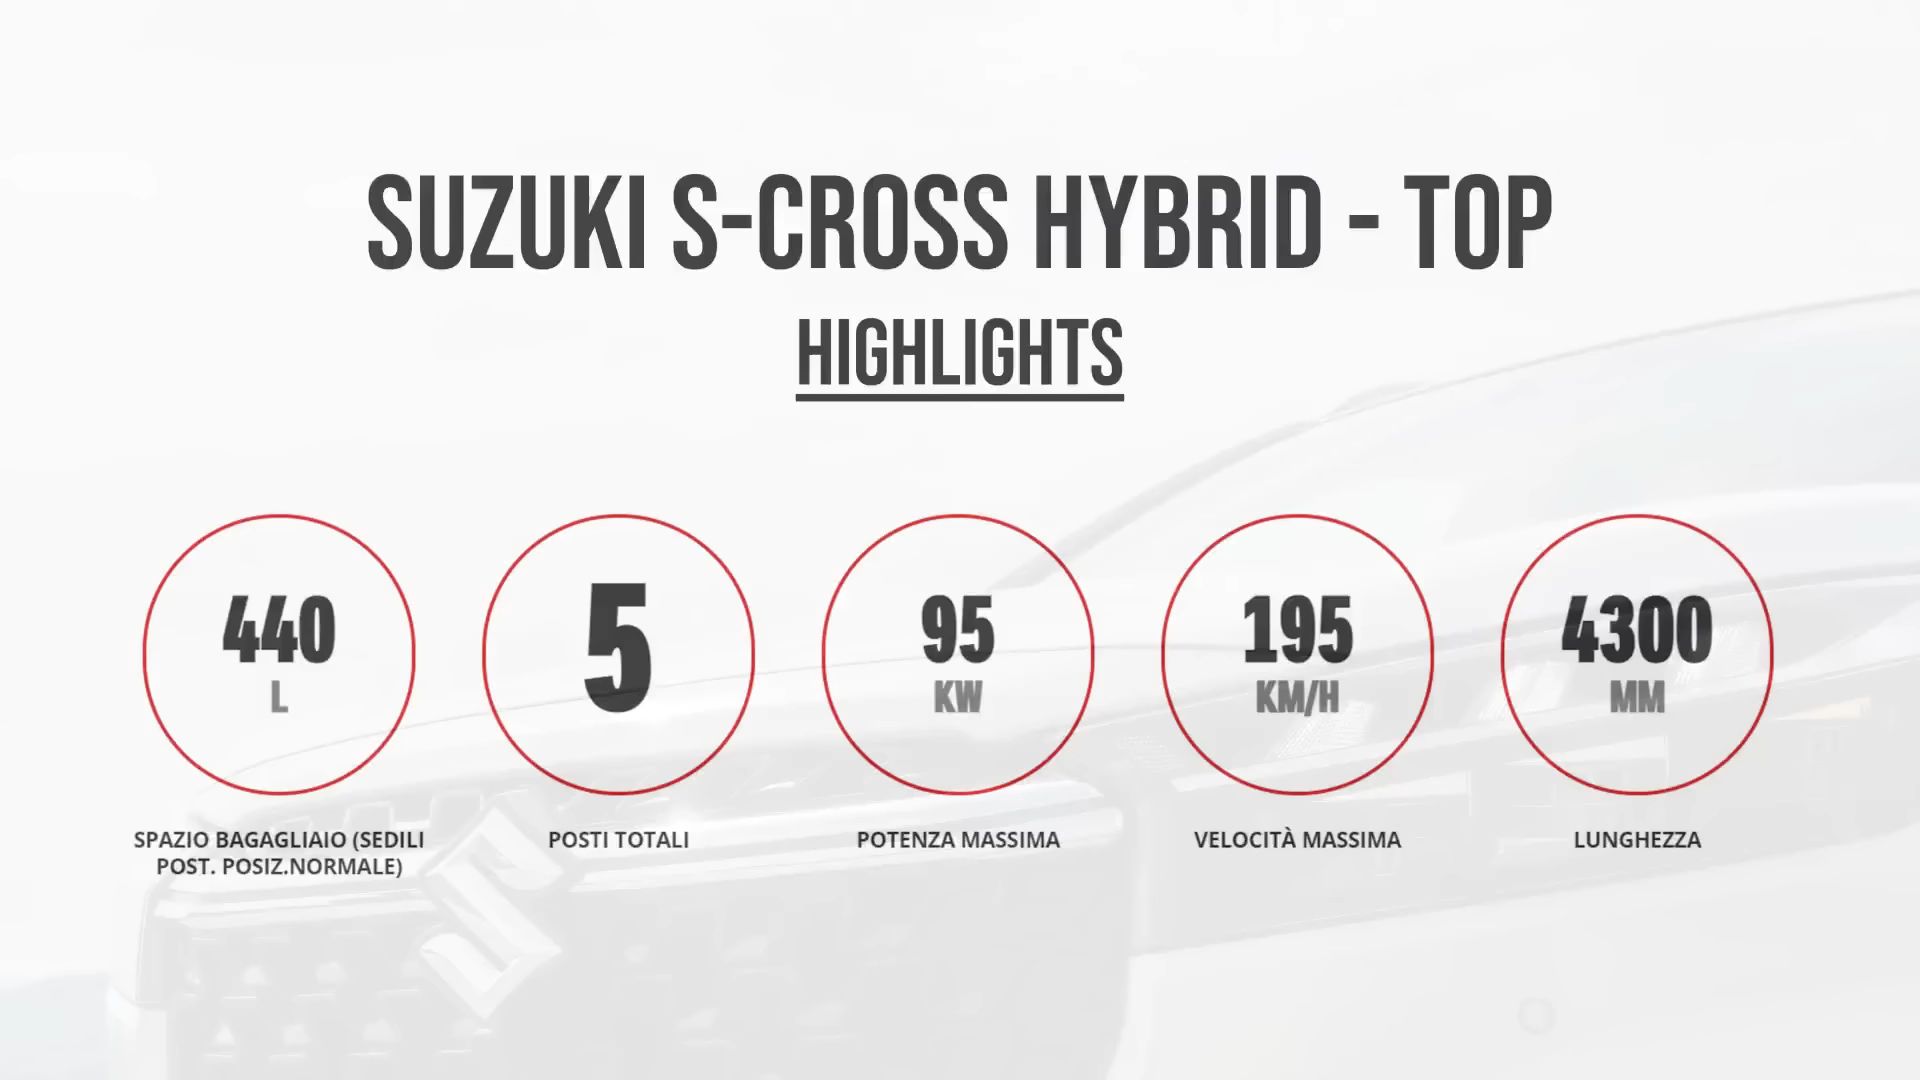 SUZUKI S-CROSS HYBRID - TOP
HIGHLIGHTS
440
L
SPAZIO BAGAGLIAIO (SEDILI
POST. POSIZ.NORMALE)
5
POSTI TOTALI
95
KW
POTENZA MASSIMA
195
KM/H
VELOCITÀ MASSIMA
4300
MM
LUNGHEZZA